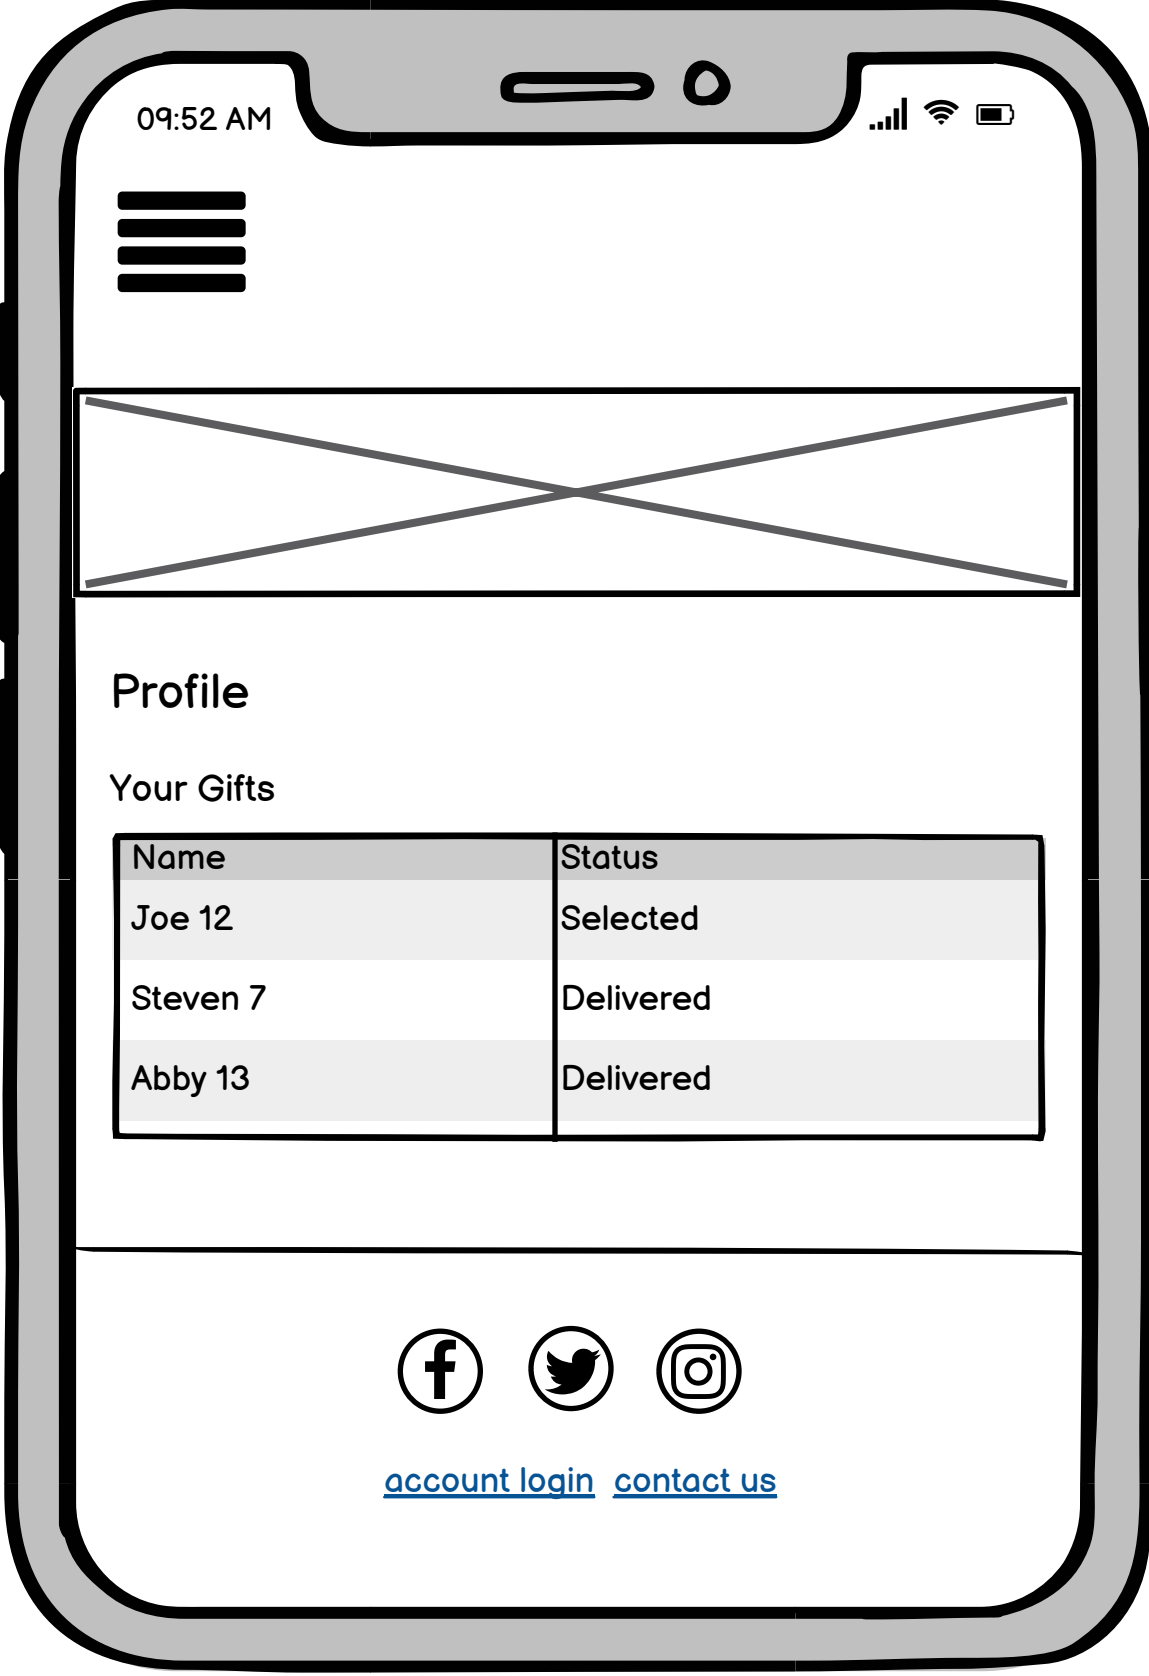 09:52 AM
Profile
Your Gifts
Name Status
Joe 12 Selected
Steven 7 Delivered
Abby 13 Delivered
account login contact us